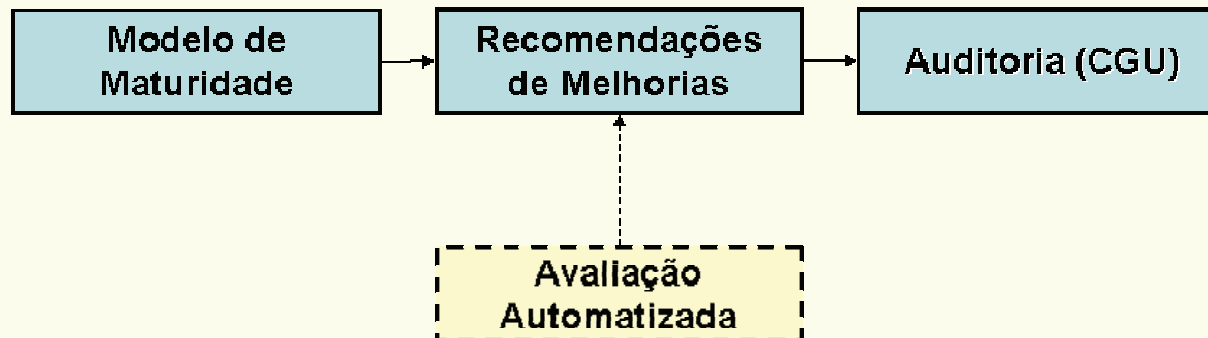 Modelo de
Maturidade
Recomendações
de Melhorias
Auditoria (CGU)
Avaliação
Automatizada